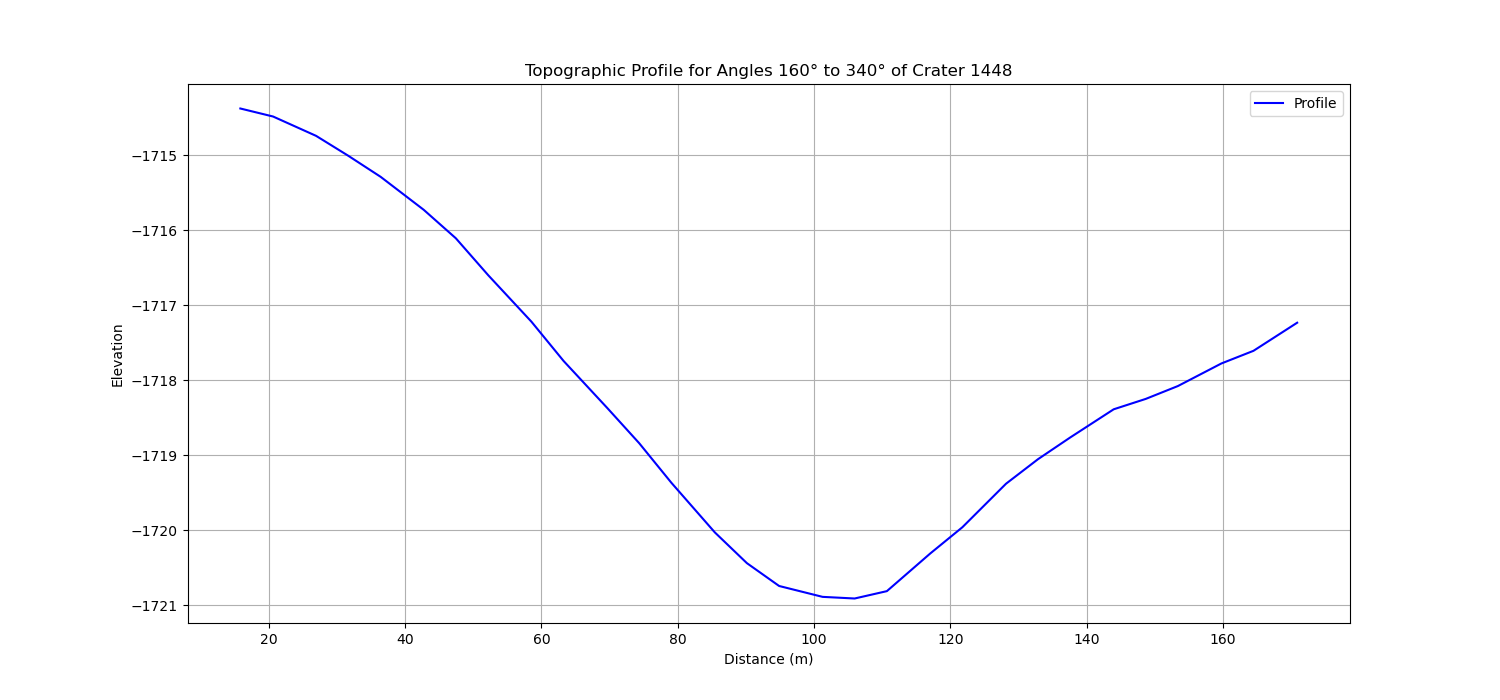 Topographic Profile for Angles 160° to 340° of Crater 1448
Profile
−1715
−1716
−1717
−1718
−1719
−1720
−1721
Elevation
20 40 60 80 100 120 140 160
Distance (m)